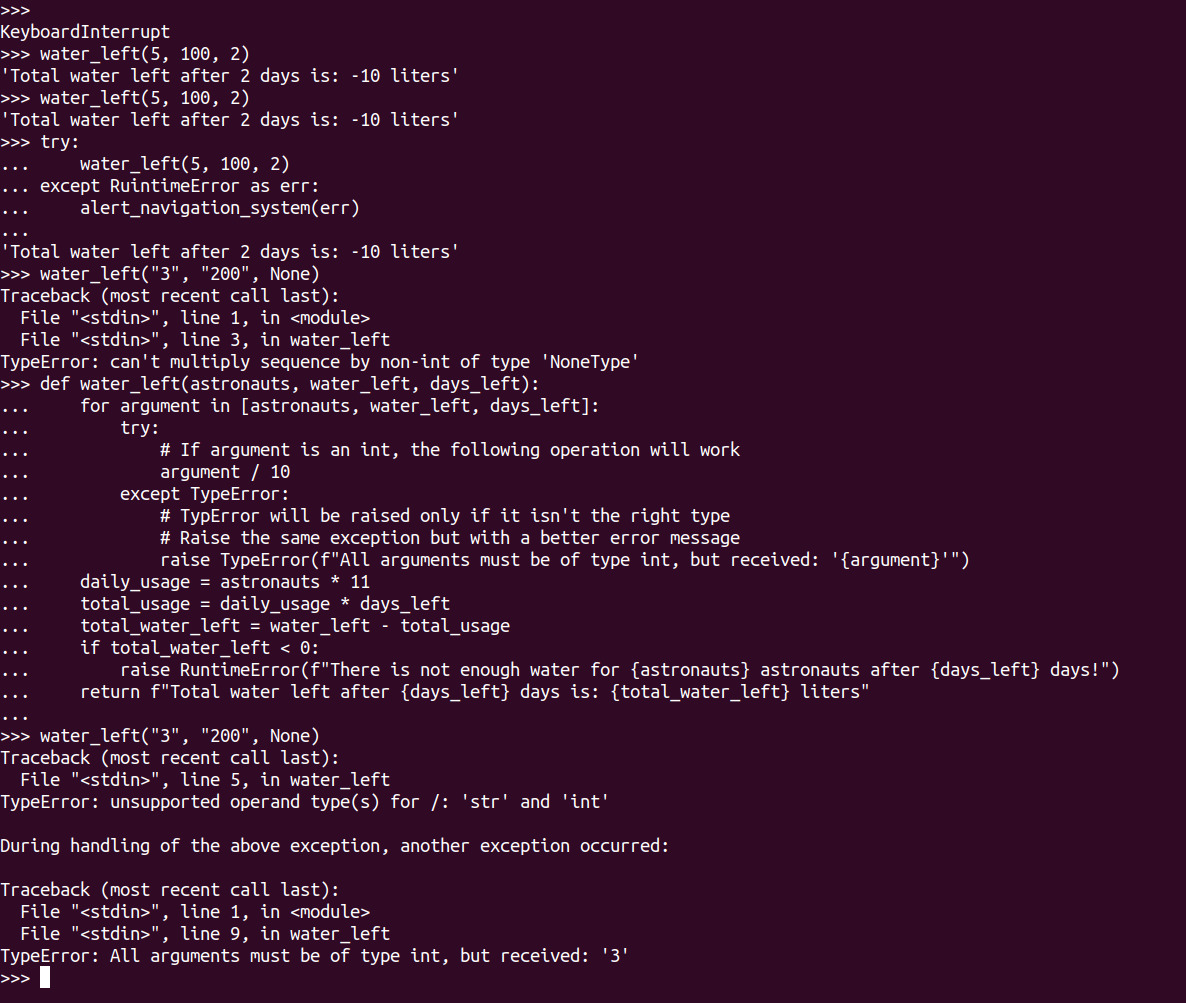 >>>
KeyboardInterrupt
>>> water_left(5, 100, 2)
'Total water left after 2 days is: -10 liters'
>>> water_left(5, 100, 2)
'Total water left after 2 days is: -10 liters'
>>> try:
...     water_left(5, 100, 2)
... except RuintimeError as err:
...     alert_navigation_system(err)
...
'Total water left after 2 days is: -10 liters'
>>> water_left("3", "200", None)
Traceback (most recent call last):
  File "<stdin>", line 1, in <module>
  File "<stdin>", line 3, in water_left
TypeError: can't multiply sequence by non-int of type 'NoneType'
>>> def water_left(astronauts, water_left, days_left):
...     for argument in [astronauts, water_left, days_left]:
...         try:
...             # If argument is an int, the following operation will work
...             argument / 10
...         except TypeError:
...             # TypError will be raised only if it isn't the right type
...             # Raise the same exception but with a better error message
...             raise TypeError(f"All arguments must be of type int, but received: '{argument}'")
...     daily_usage = astronauts * 11
...     total_usage = daily_usage * days_left
...     total_water_left = water_left - total_usage
...     if total_water_left < 0:
...         raise RuntimeError(f"There is not enough water for {astronauts} astronauts after {days_left} days!")
...     return f"Total water left after {days_left} days is: {total_water_left} liters"
...
>>> water_left("3", "200", None)
Traceback (most recent call last):
  File "<stdin>", line 5, in water_left
TypeError: unsupported operand type(s) for /: 'str' and 'int'

During handling of the above exception, another exception occurred:

Traceback (most recent call last):
  File "<stdin>", line 1, in <module>
  File "<stdin>", line 9, in water_left
TypeError: All arguments must be of type int, but received: '3'
>>>